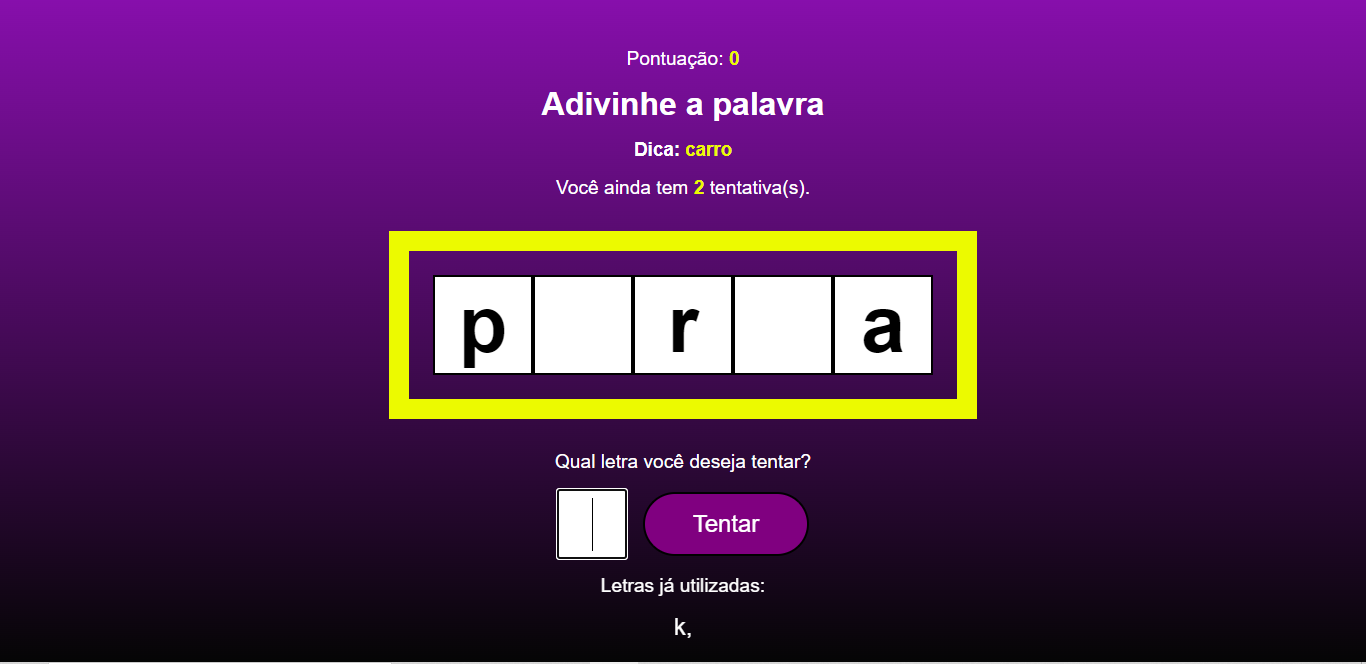 Pontuação: 0
Adivinhe a palavra
Dica: carro
Você ainda tem 2 tentativa(s).
p r a
Qual letra você deseja tentar?
Tentar
Letras já utilizadas:
k,